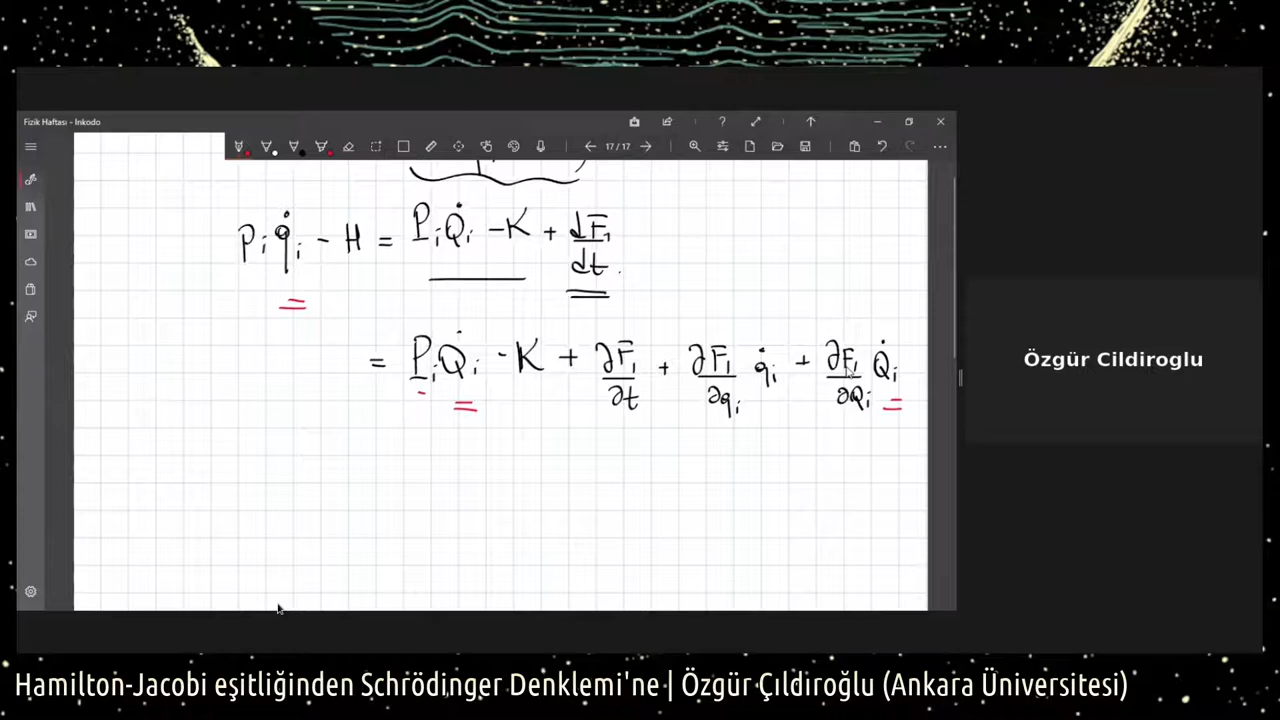 Fizik Haftası - Inkodo
17 / 17
pᵢq̇ᵢ - H = PᵢQ̇ᵢ - K + dF₁/dt
= PᵢQ̇ᵢ - K + ∂F₁/∂t + ∂F₁/∂qᵢ q̇ᵢ + ∂F₁/∂Qᵢ Q̇ᵢ
Özgür Cildiroglu
Hamilton-Jacobi eşitliğinden Schrödinger Denklemi'ne | Özgür Çıldıroğlu (Ankara Üniversitesi)